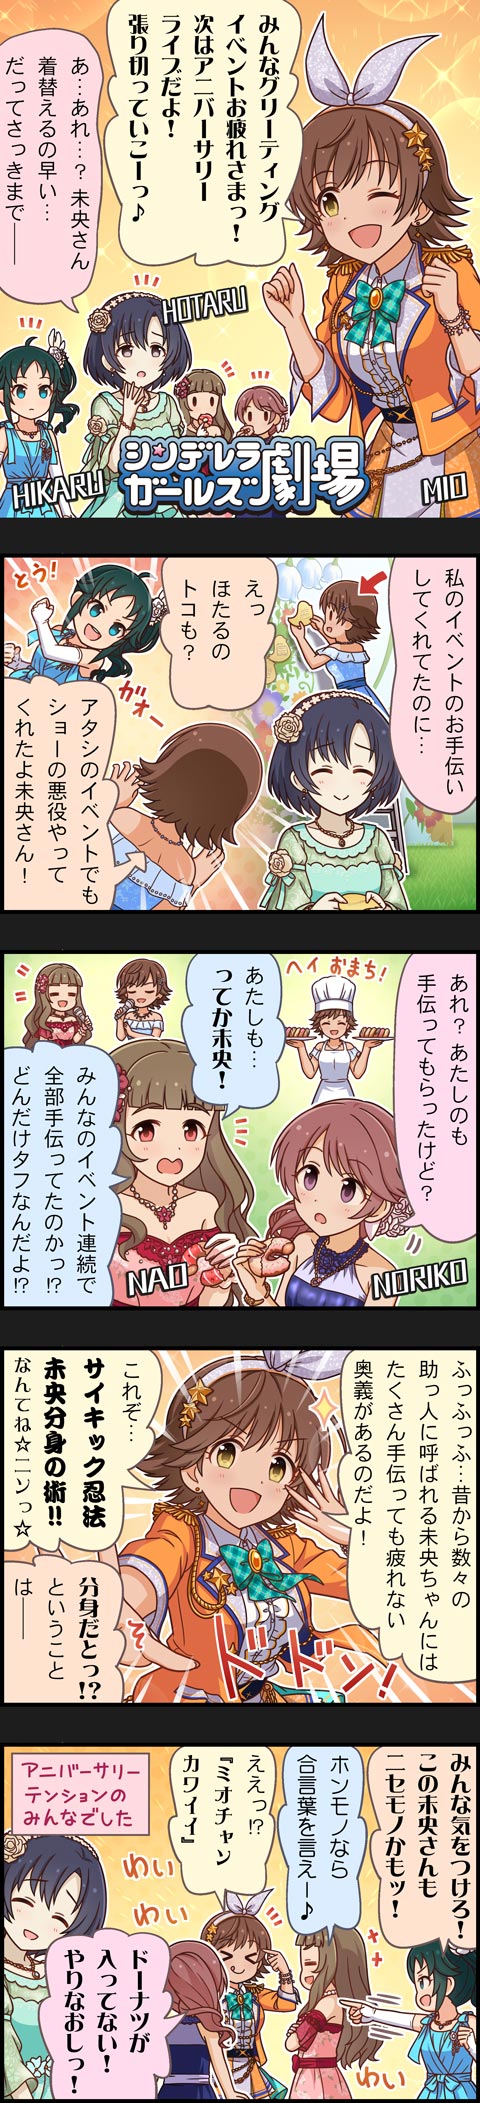 みんなグリーティング
イベントお疲れさまっ!
次はアニバーサリー
ライブだよ!
張り切っていこーっ♪
あ…あれ…?未央さん
着替えるの早い…
だってさっきまで――
HOTARU
HIKARU
MIO
シンデレラ
ガールズ劇場
私のイベントのお手伝い
してくれてたのに…
えっ
ほたるの
トコも?
とう!
ガォー
アタシのイベントでも
ショーの悪役やって
くれたよ未央さん!
あれ?あたしのも
手伝ってもらったけど?
ヘイおまち!
あたしも…
ってか未央!
みんなのイベント連続で
全部手伝ってたのかっ!?
どんだけタフなんだよ!?
NAO
NORIKO
ふっふっふ…昔から数々の
助っ人に呼ばれる未央ちゃんには
たくさん手伝っても疲れない
奥義があるのだよ!
これぞ…
サイキック忍法
未央分身の術!!
なんてね☆ニンっ☆
ドドン!
分身だとっ!?
ということ
は――
みんな気をつけろ!
この未央さんも
ニセモノかもッ!
ホンモノなら
合言葉を言えー♪
ええっ!?
『ミオチャン
カワイイ』
アニバーサリー
テンションの
みんなでした
わい
わい
ドーナツが
入ってない!
やりなおしっ!
わい